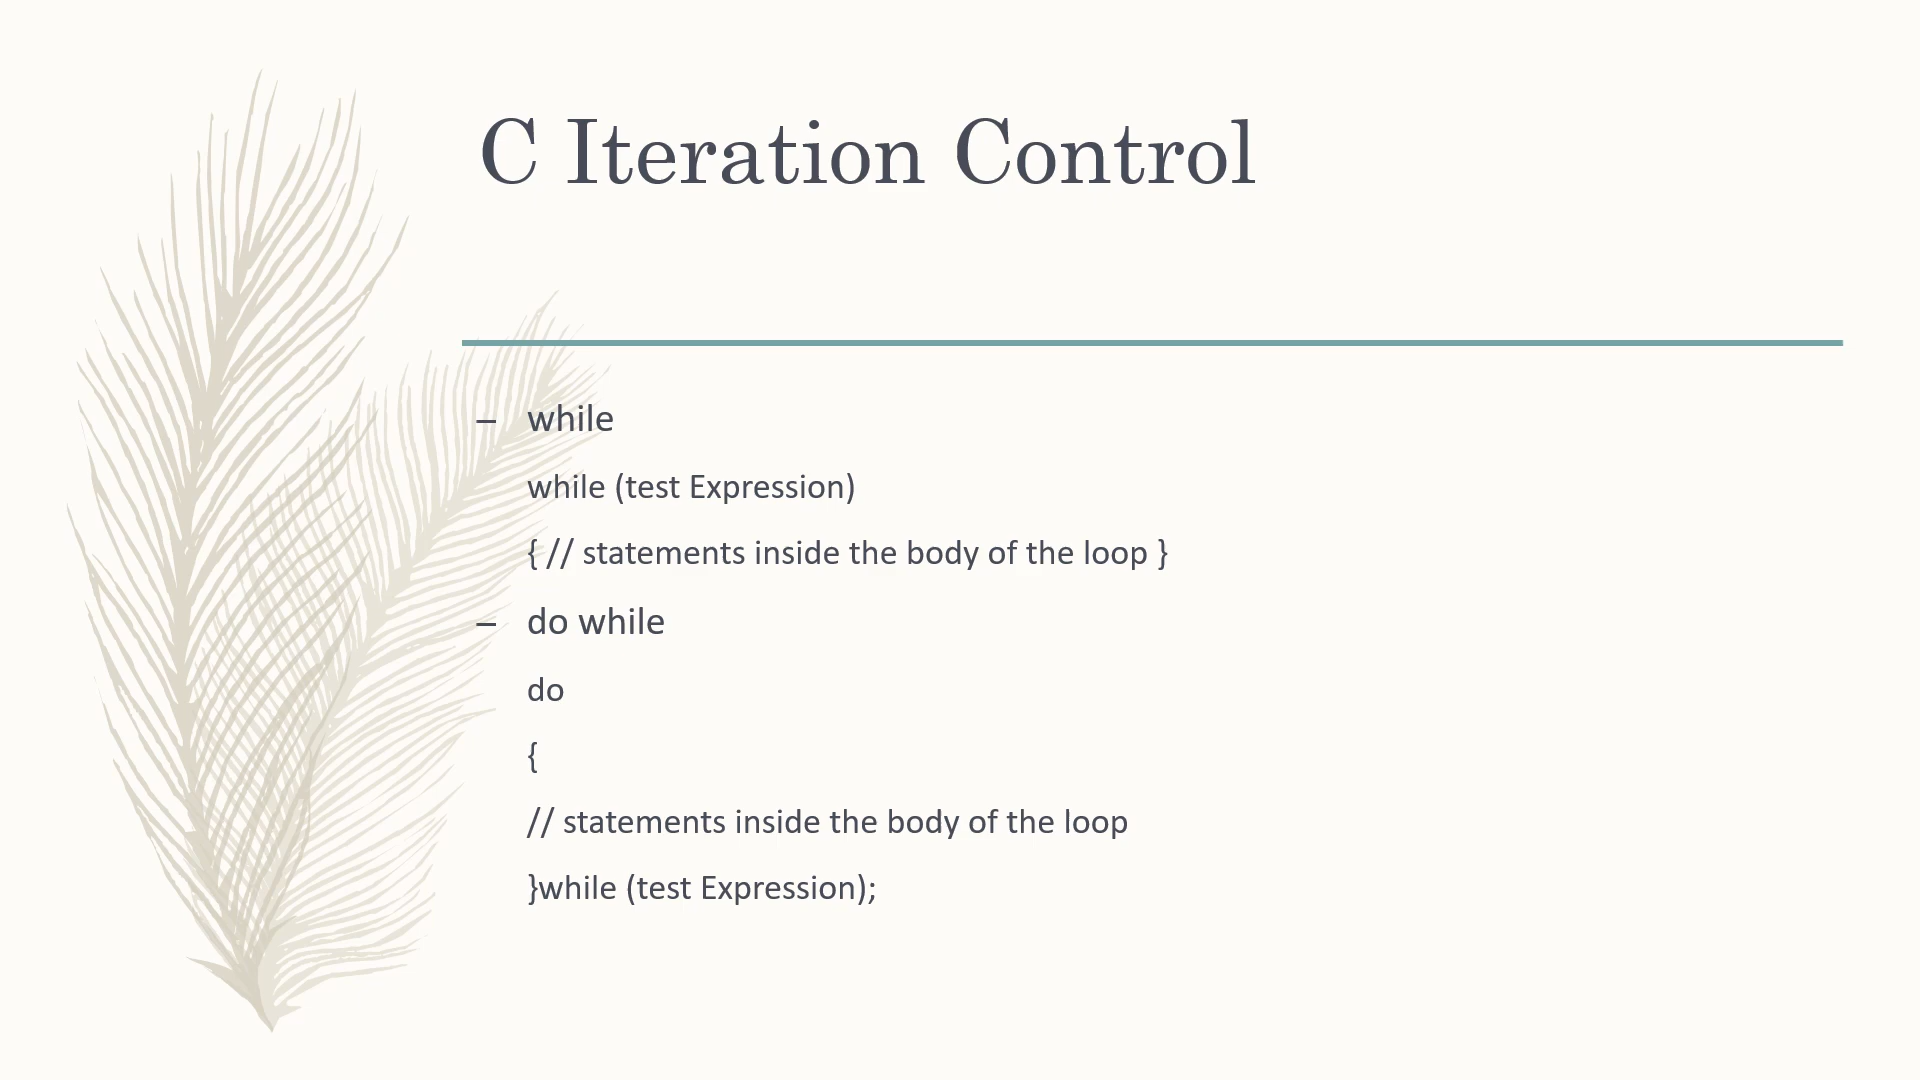 C Iteration Control
– while
while (test Expression)
{ // statements inside the body of the loop }
– do while
do
{
// statements inside the body of the loop
}while (test Expression);